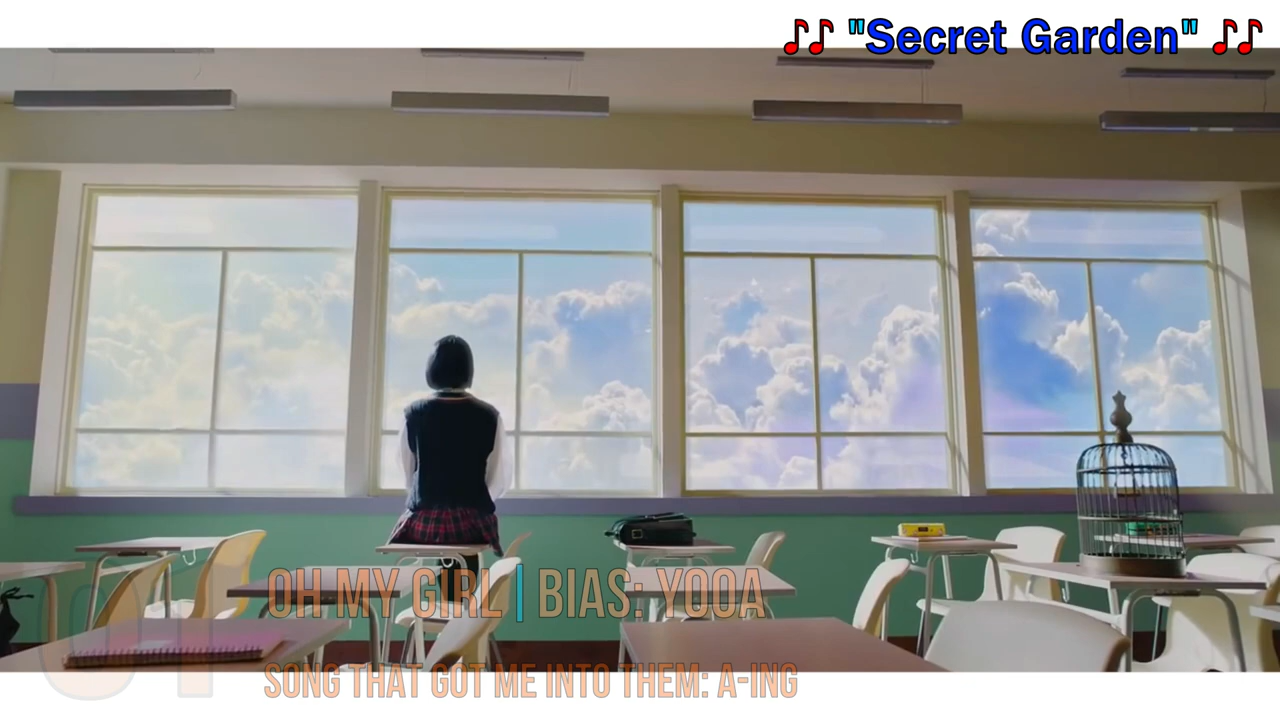 ♪♪ "Secret Garden" ♪♪
OH MY GIRL | BIAS: YOOA
SONG THAT GOT ME INTO THEM: A-ING